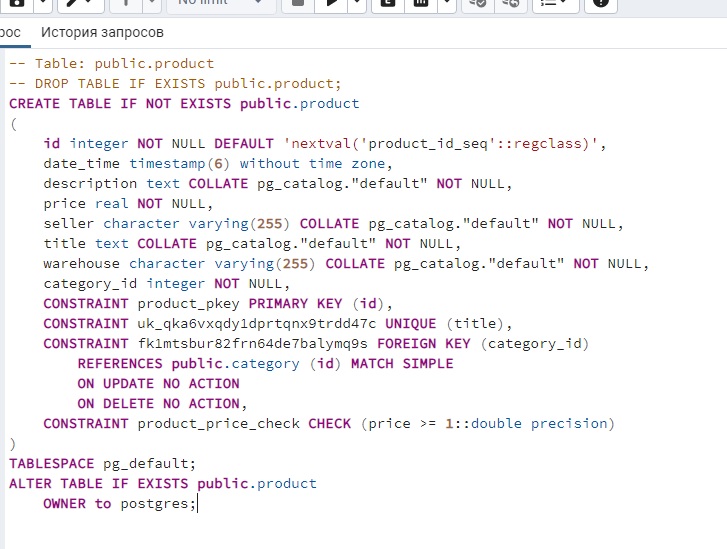 No limit
рос История запросов
-- Table: public.product
-- DROP TABLE IF EXISTS public.product;
CREATE TABLE IF NOT EXISTS public.product
(
id integer NOT NULL DEFAULT 'nextval('product_id_seq'::regclass)',
date_time timestamp(6) without time zone,
description text COLLATE pg_catalog."default" NOT NULL,
price real NOT NULL,
seller character varying(255) COLLATE pg_catalog."default" NOT NULL,
title text COLLATE pg_catalog."default" NOT NULL,
warehouse character varying(255) COLLATE pg_catalog."default" NOT NULL,
category_id integer NOT NULL,
CONSTRAINT product_pkey PRIMARY KEY (id),
CONSTRAINT uk_qka6vxqdy1dprtqnx9trdd47c UNIQUE (title),
CONSTRAINT fk1mtsbur82frn64de7balymq9s FOREIGN KEY (category_id)
REFERENCES public.category (id) MATCH SIMPLE
ON UPDATE NO ACTION
ON DELETE NO ACTION,
CONSTRAINT product_price_check CHECK (price >= 1::double precision)
)
TABLESPACE pg_default;
ALTER TABLE IF EXISTS public.product
OWNER to postgres;